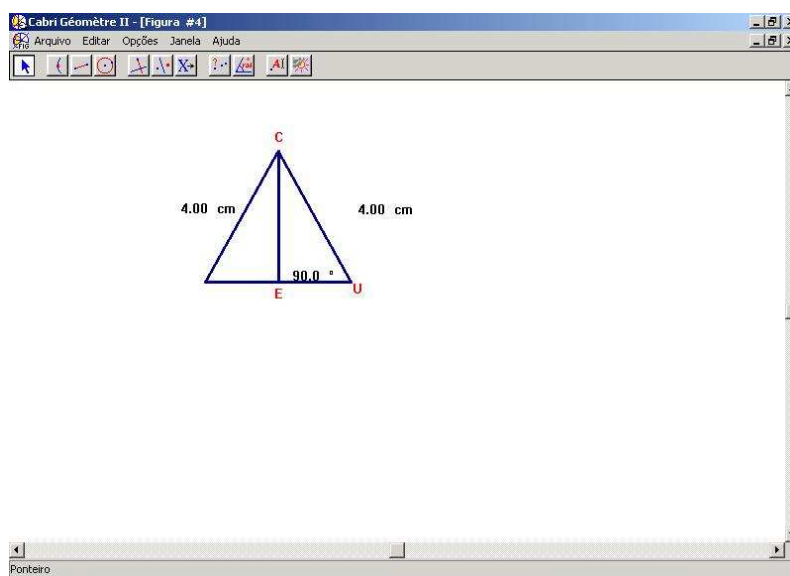 Cabri Géomètre II - [Figura #4]
Arquivo Editar Opções Janela Ajuda
C
4.00 cm
4.00 cm
90.0 °
E
U
Ponteiro